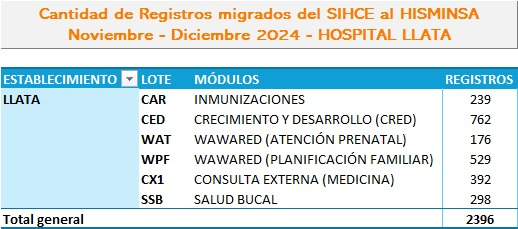 Cantidad de Registros migrados del SIHCE al HISMINSA
Noviembre - Diciembre 2024 - HOSPITAL LLATA
ESTABLECIMIENTO LOTE MÓDULOS REGISTROS
LLATA CAR INMUNIZACIONES 239
CED CRECIMIENTO Y DESARROLLO (CRED) 762
WAT WAWARED (ATENCIÓN PRENATAL) 176
WPF WAWARED (PLANIFICACIÓN FAMILIAR) 529
CX1 CONSULTA EXTERNA (MEDICINA) 392
SSB SALUD BUCAL 298
Total general 2396